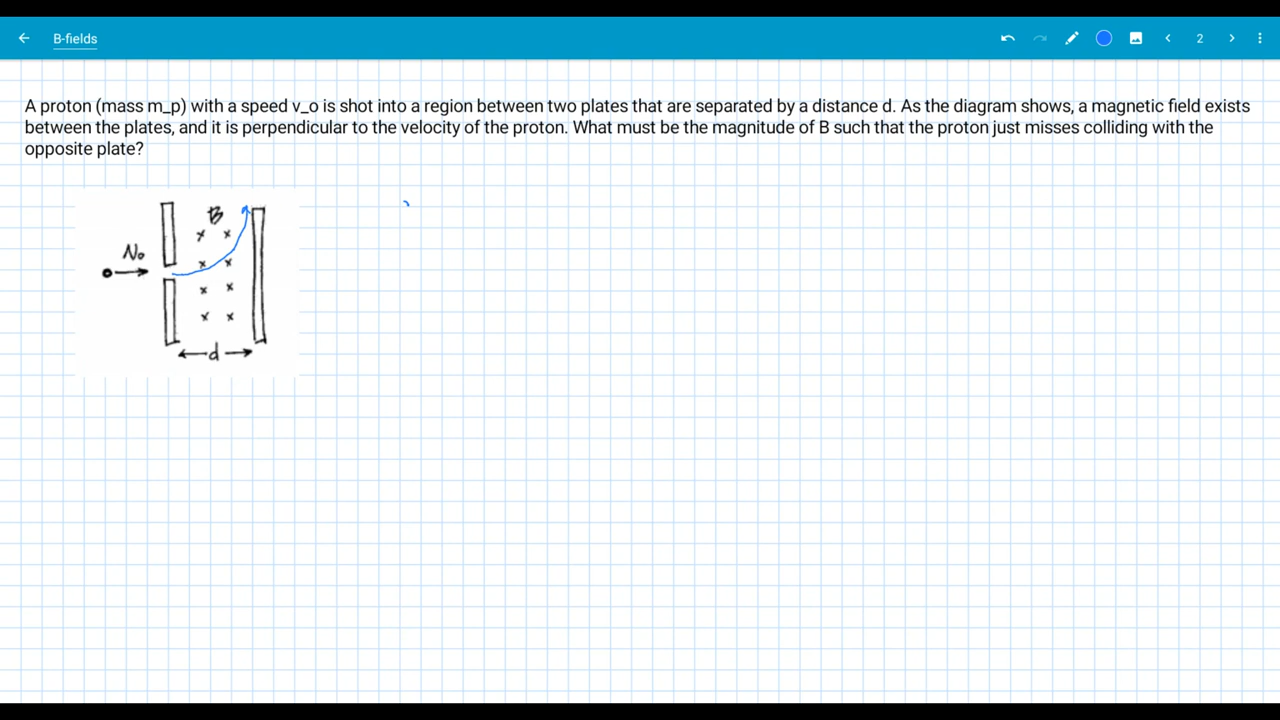 B-fields
2
A proton (mass m_p) with a speed v_o is shot into a region between two plates that are separated by a distance d. As the diagram shows, a magnetic field exists
between the plates, and it is perpendicular to the velocity of the proton. What must be the magnitude of B such that the proton just misses colliding with the
opposite plate?
B
x x
No
x x
x x
x x
d